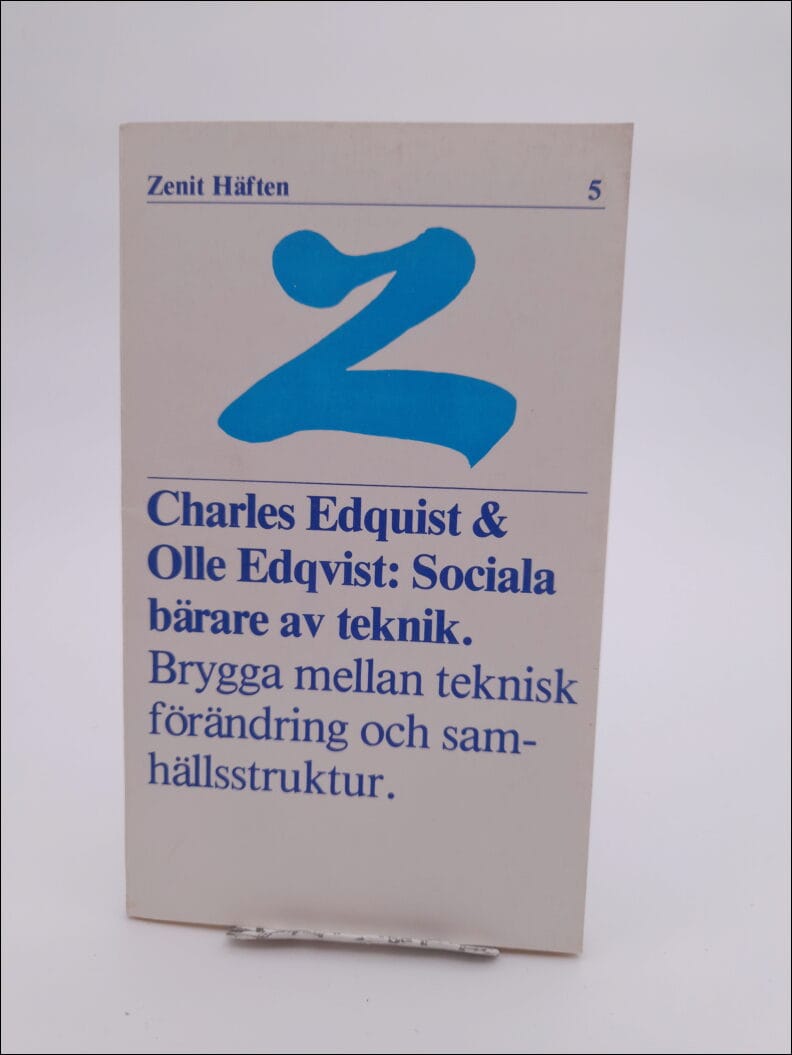 Zenit Häften 5
Z
Charles Edquist &
Olle Edqvist: Sociala
bärare av teknik.
Brygga mellan teknisk
förändring och sam-
hällsstruktur.